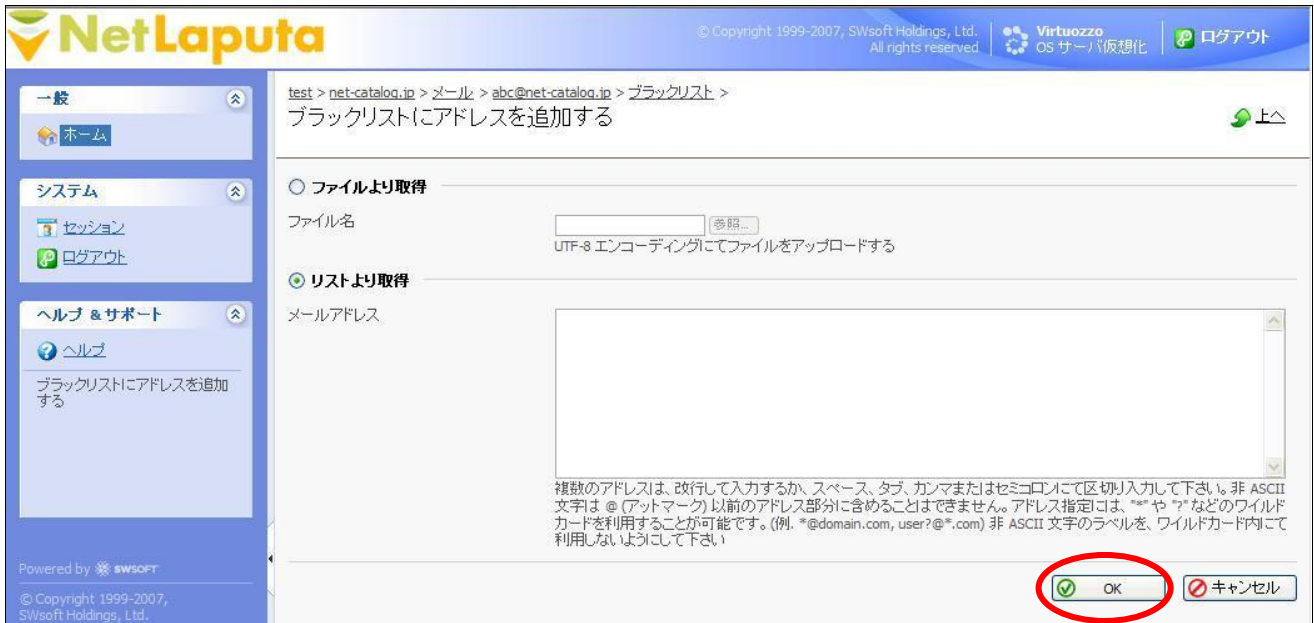 NetLaputa
© Copyright 1999-2007, SWsoft Holdings, Ltd.
All rights reserved
Virtuozzo
OS サーバ仮想化
ログアウト
一般
ホーム
システム
セッション
ログアウト
ヘルプ & サポート
ヘルプ
ブラックリストにアドレスを追加
する
Powered by SWSOFT
© Copyright 1999-2007,
SWsoft Holdings, Ltd.
test > net-catalog.jp > メール > abc@net-catalog.jp > ブラックリスト >
ブラックリストにアドレスを追加する
上へ
ファイルより取得
ファイル名
参照...
UTF-8 エンコーディングにてファイルをアップロードする
リストより取得
メールアドレス
複数のアドレスは、改行して入力するか、スペース、タブ、カンマまたはセミコロンにて区切り入力して下さい。非 ASCII
文字は @ (アットマーク) 以前のアドレス部分に含めることはできません。アドレス指定には、"*" や "?" などのワイルド
カードを利用することが可能です。(例. *@domain.com, user?@*.com) 非 ASCII 文字のラベルを、ワイルドカード内にて
利用しないようにして下さい
OK
キャンセル